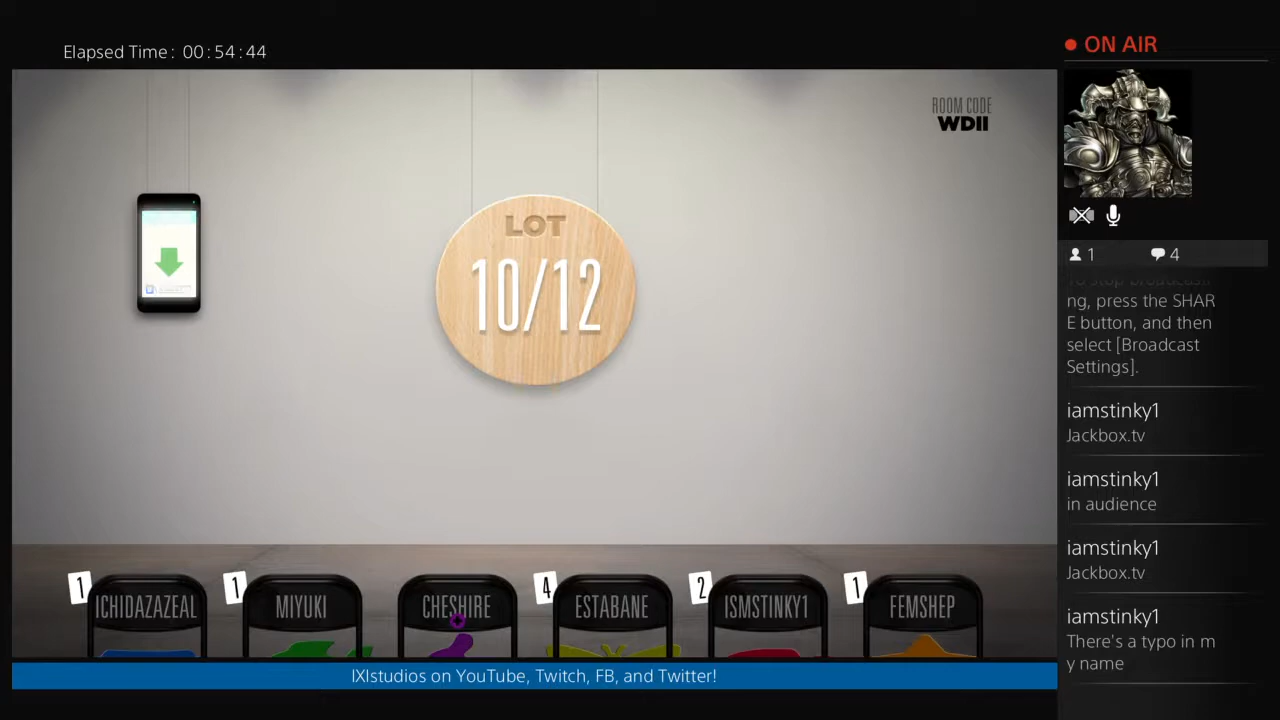 Elapsed Time: 00:54:44
ON AIR
ROOM CODE
WDII
LOT
10/12
1
4
ng, press the SHAR
E button, and then
select [Broadcast
Settings].
iamstinky1
Jackbox.tv
iamstinky1
in audience
iamstinky1
Jackbox.tv
iamstinky1
There's a typo in m
y name
1 ICHIDAZAZEAL
1 MIYUKI
CHESHIRE
4 ESTABANE
2 ISMSTINKY1
1 FEMSHEP
IXIstudios on YouTube, Twitch, FB, and Twitter!